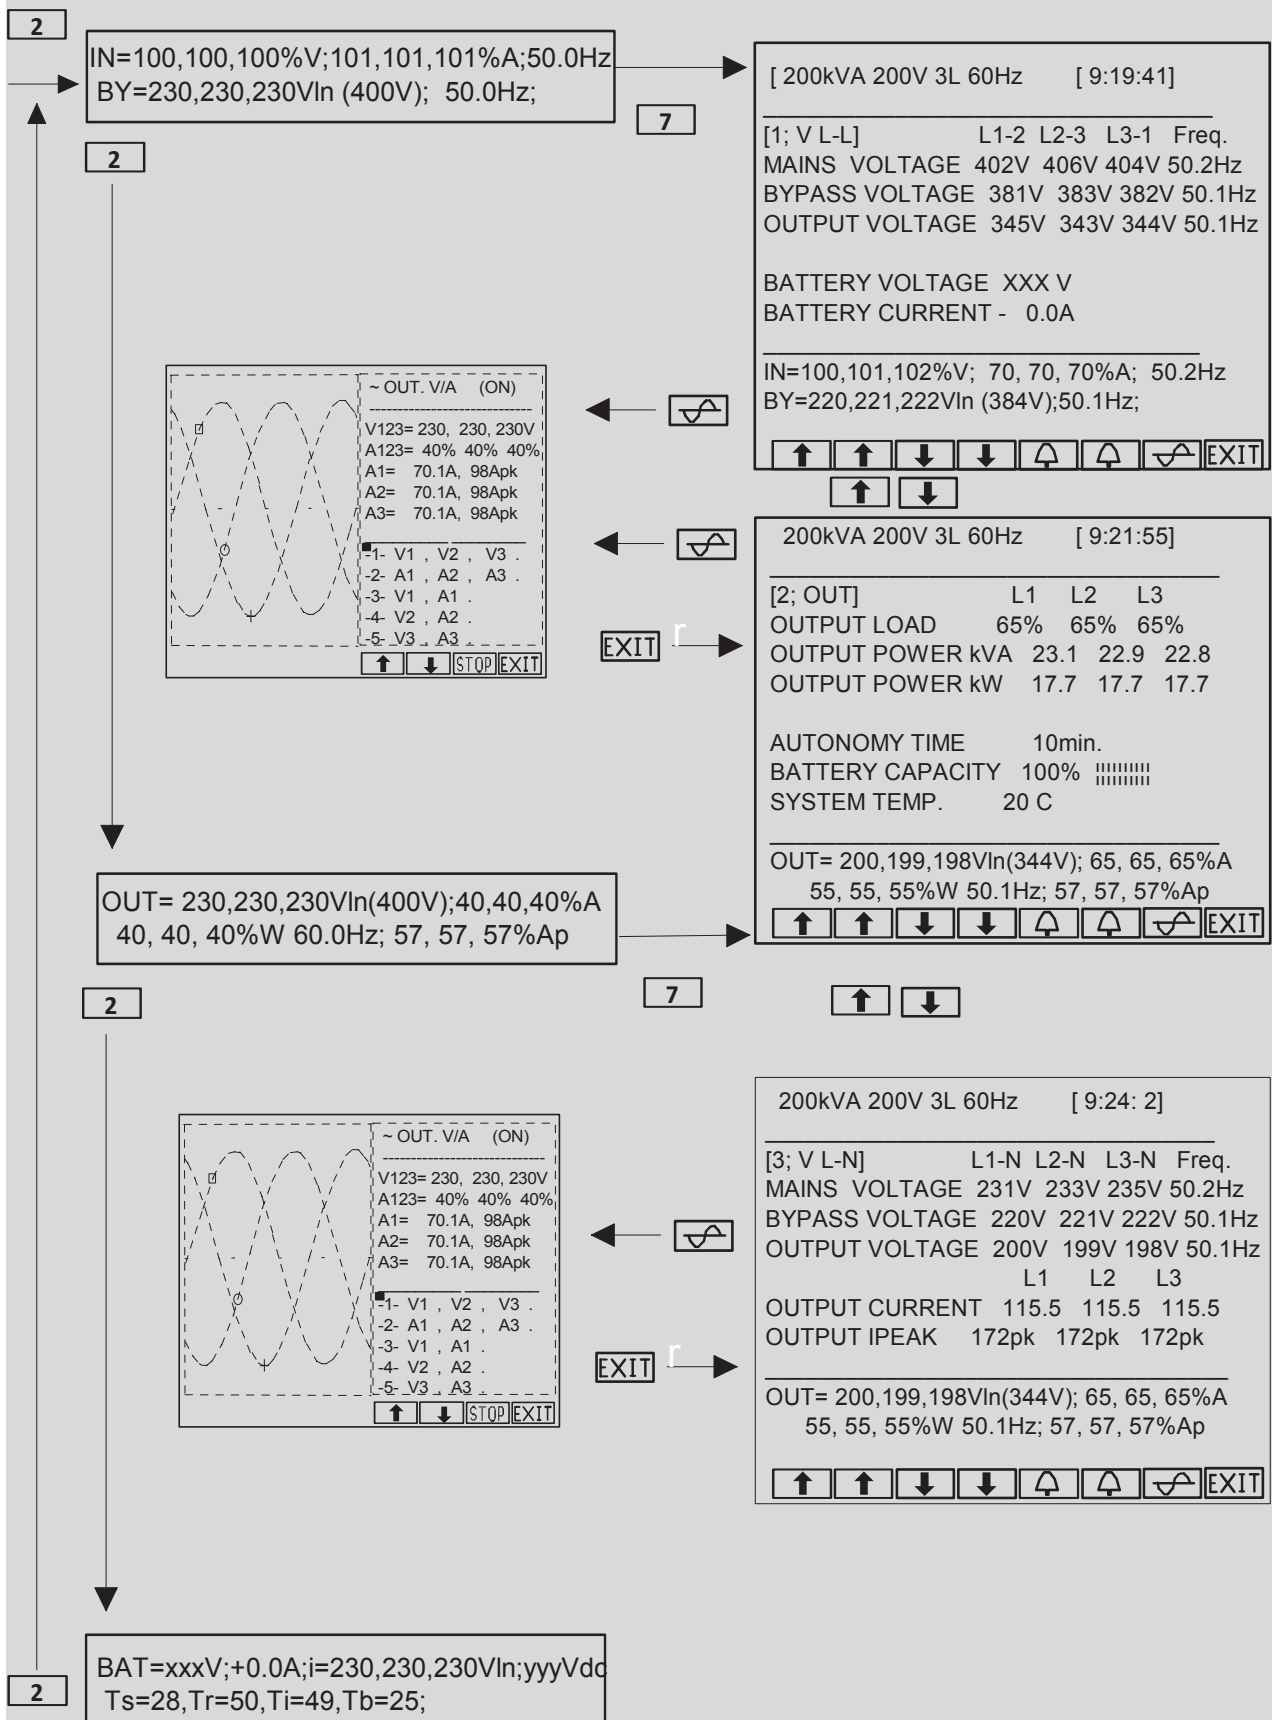 2
IN=100,100,100%V;101,101,101%A;50.0Hz
BY=230,230,230Vln (400V); 50.0Hz;
7
2
[ 200kVA 200V 3L 60Hz [ 9:19:41]
[1; V L-L] L1-2 L2-3 L3-1 Freq.
MAINS VOLTAGE 402V 406V 404V 50.2Hz
BYPASS VOLTAGE 381V 383V 382V 50.1Hz
OUTPUT VOLTAGE 345V 343V 344V 50.1Hz
BATTERY VOLTAGE XXX V
BATTERY CURRENT - 0.0A
IN=100,101,102%V; 70, 70, 70%A; 50.2Hz
BY=220,221,222Vln (384V);50.1Hz;
EXIT
~ OUT. V/A (ON)
V123= 230, 230, 230V
A123= 40% 40% 40%
A1= 70.1A, 98Apk
A2= 70.1A, 98Apk
A3= 70.1A, 98Apk
-1- V1 , V2 , V3 .
-2- A1 , A2 , A3 .
-3- V1 , A1 .
-4- V2 , A2 .
-5- V3 , A3 .
STOP EXIT
EXIT r
200kVA 200V 3L 60Hz [ 9:21:55]
[2; OUT] L1 L2 L3
OUTPUT LOAD 65% 65% 65%
OUTPUT POWER kVA 23.1 22.9 22.8
OUTPUT POWER kW 17.7 17.7 17.7
AUTONOMY TIME 10min.
BATTERY CAPACITY 100% ¦¦¦¦¦¦¦¦¦¦
SYSTEM TEMP. 20 C
OUT= 200,199,198Vln(344V); 65, 65, 65%A
55, 55, 55%W 50.1Hz; 57, 57, 57%Ap
EXIT
OUT= 230,230,230Vln(400V);40,40,40%A
40, 40, 40%W 60.0Hz; 57, 57, 57%Ap
7
2
~ OUT. V/A (ON)
V123= 230, 230, 230V
A123= 40% 40% 40%
A1= 70.1A, 98Apk
A2= 70.1A, 98Apk
A3= 70.1A, 98Apk
-1- V1 , V2 , V3 .
-2- A1 , A2 , A3 .
-3- V1 , A1 .
-4- V2 , A2 .
-5- V3 , A3 .
STOP EXIT
EXIT r
200kVA 200V 3L 60Hz [ 9:24: 2]
[3; V L-N] L1-N L2-N L3-N Freq.
MAINS VOLTAGE 231V 233V 235V 50.2Hz
BYPASS VOLTAGE 220V 221V 222V 50.1Hz
OUTPUT VOLTAGE 200V 199V 198V 50.1Hz
L1 L2 L3
OUTPUT CURRENT 115.5 115.5 115.5
OUTPUT IPEAK 172pk 172pk 172pk
OUT= 200,199,198Vln(344V); 65, 65, 65%A
55, 55, 55%W 50.1Hz; 57, 57, 57%Ap
EXIT
2
BAT=xxxV;+0.0A;i=230,230,230Vln;yyyVdc
Ts=28,Tr=50,Ti=49,Tb=25;